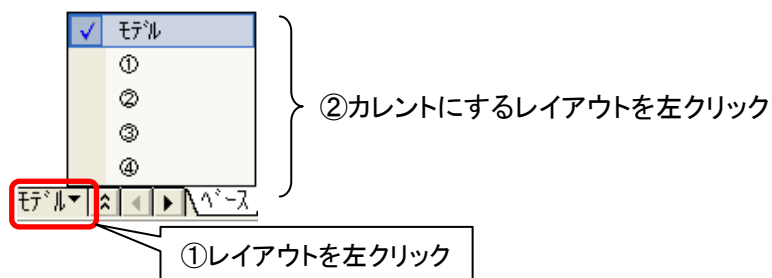 モデル
①
②
③
④
②カレントにするレイアウトを左クリック
モデル
ベース
①レイアウトを左クリック